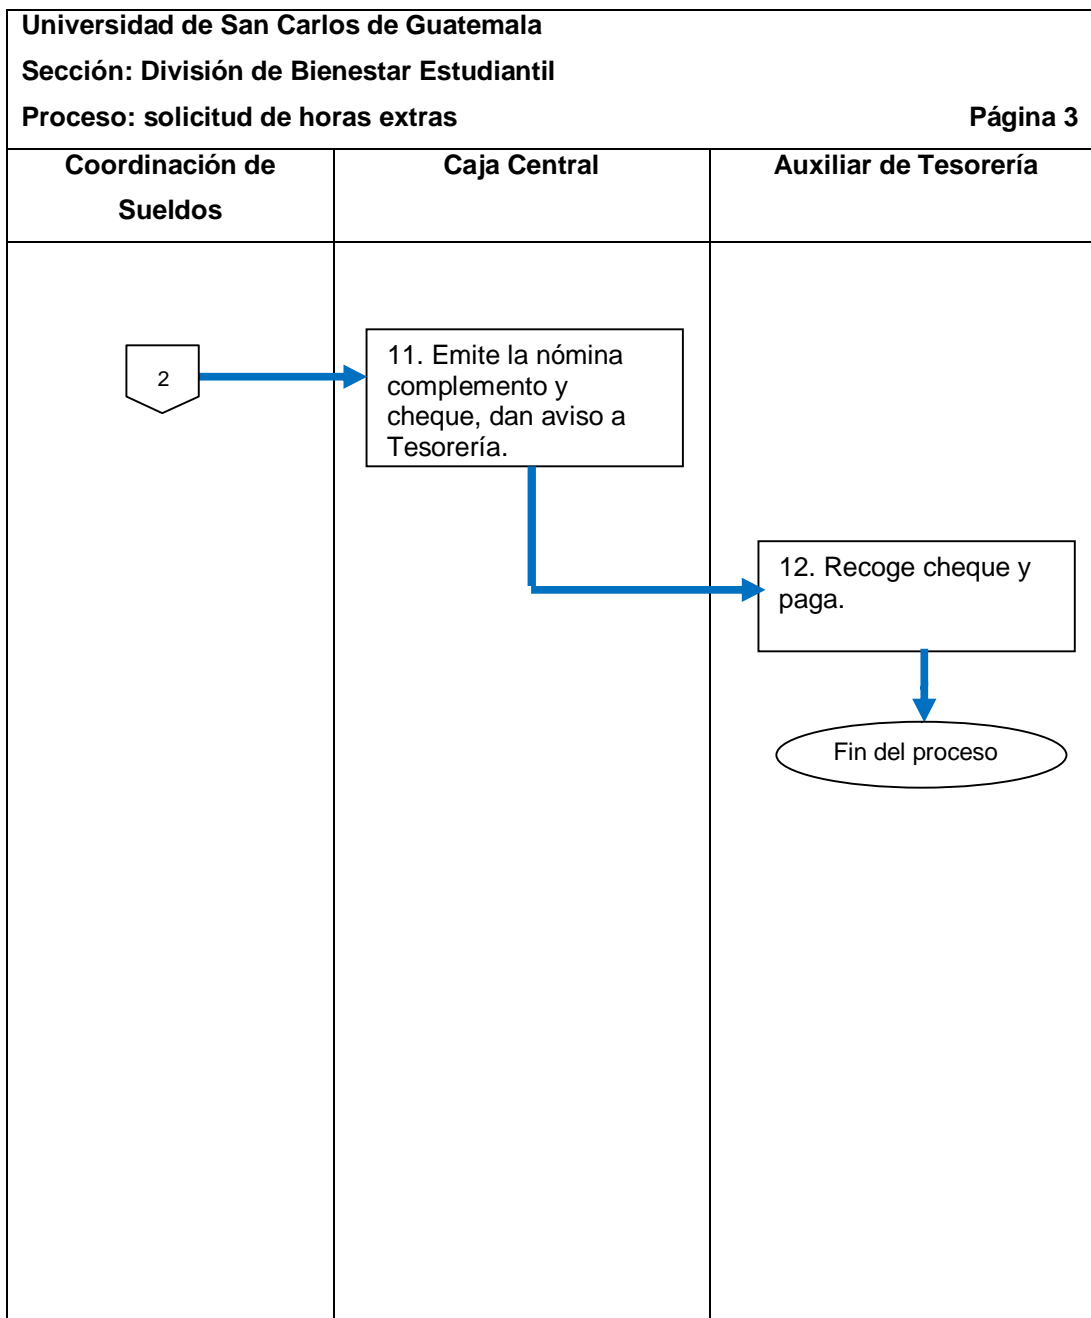 Universidad de San Carlos de Guatemala
Sección: División de Bienestar Estudiantil
Proceso: solicitud de horas extras Página 3
Coordinación de
Sueldos
Caja Central
Auxiliar de Tesorería
2
11. Emite la nómina
complemento y
cheque, dan aviso a
Tesorería.
12. Recoge cheque y
paga.
Fin del proceso